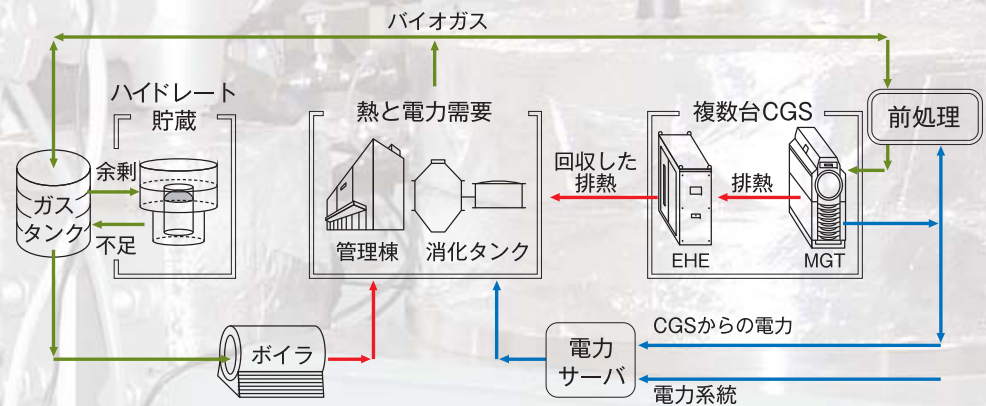 バイオガス
ハイドレート
貯蔵
熱と電力需要
複数台CGS
前処理
余剰
ガス
タンク
不足
回収した
排熱
排熱
管理棟
消化タンク
EHE
MGT
ボイラ
電力
サーバ
CGSからの電力
電力系統